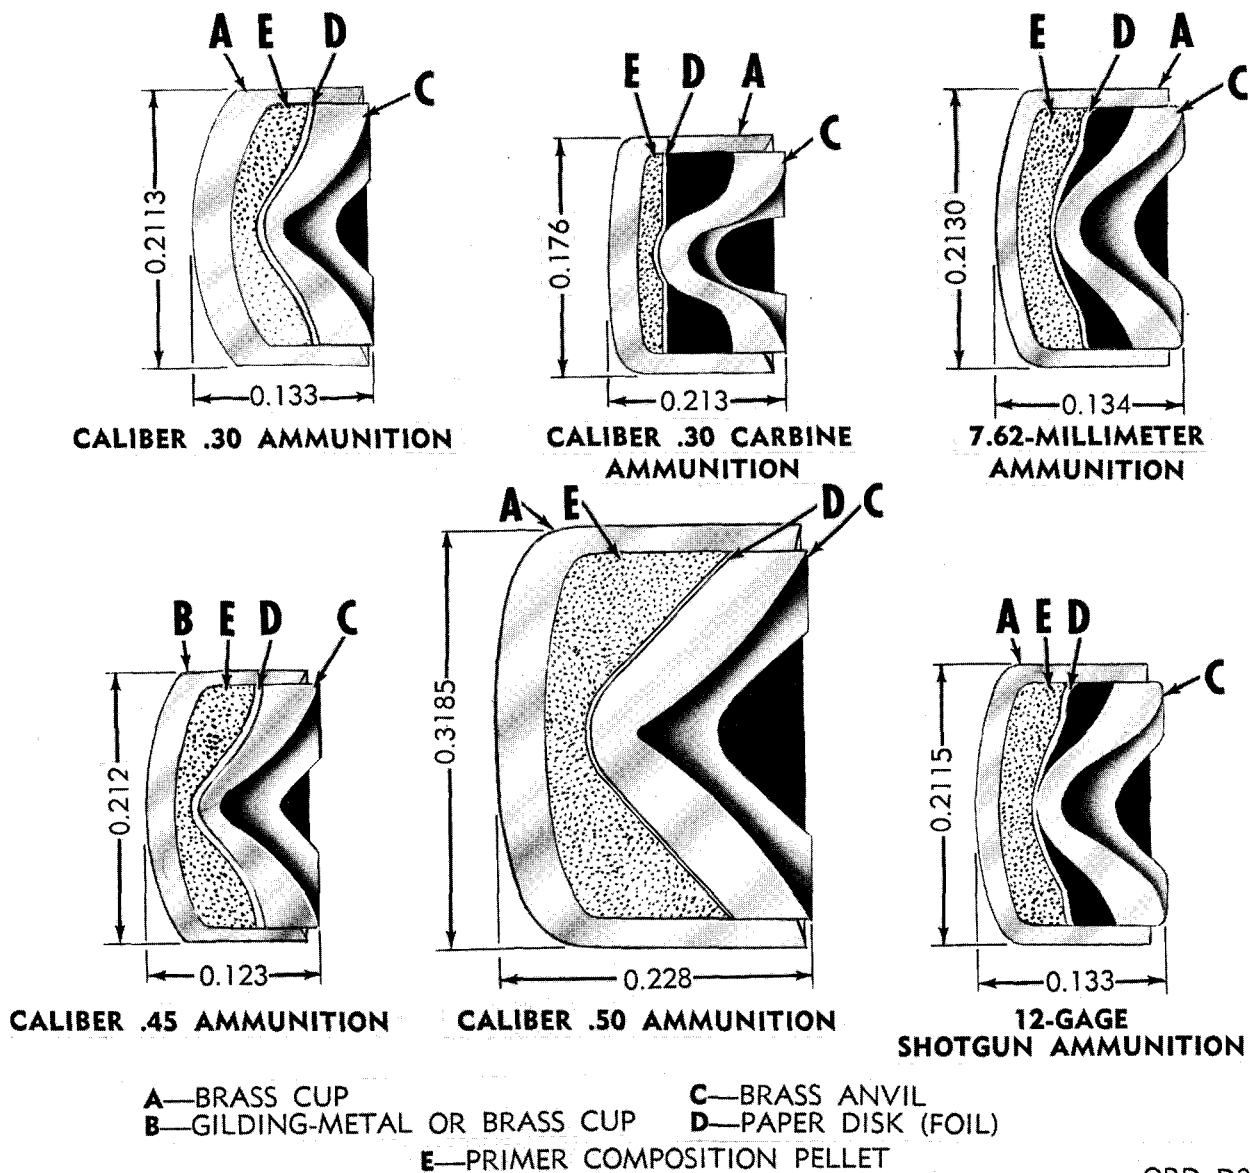 A E D
C
0.2113
0.133
CALIBER .30 AMMUNITION
E D A
C
0.176
0.213
CALIBER .30 CARBINE
AMMUNITION
E D A
C
0.2130
0.134
7.62-MILLIMETER
AMMUNITION
B E D C
0.212
0.123
CALIBER .45 AMMUNITION
A E D C
0.3185
0.228
CALIBER .50 AMMUNITION
A E D
C
0.2115
0.133
12-GAGE
SHOTGUN AMMUNITION
A—BRASS CUP
B—GILDING-METAL OR BRASS CUP
C—BRASS ANVIL
D—PAPER DISK (FOIL)
E—PRIMER COMPOSITION PELLET